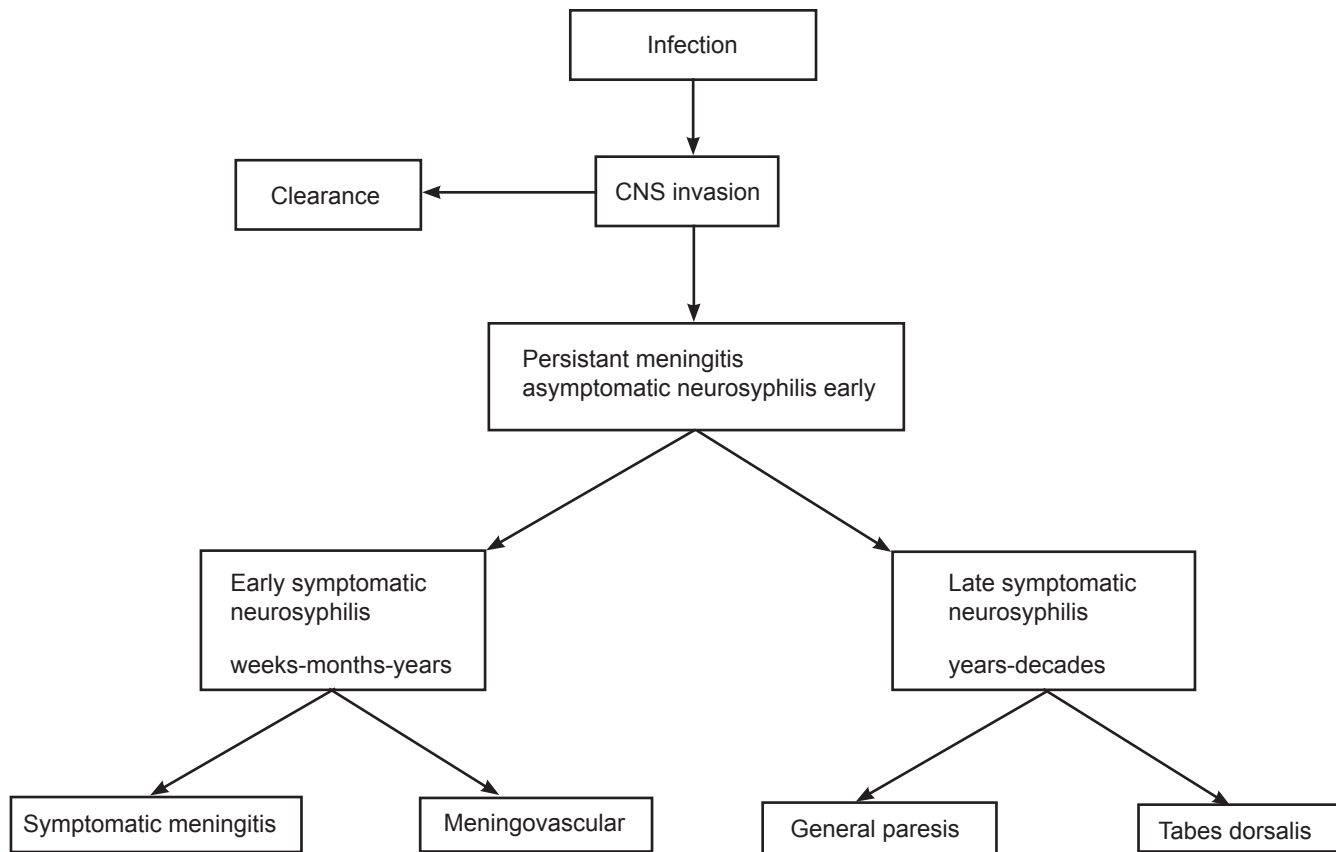 Infection
Clearance
CNS invasion
Persistant meningitis
asymptomatic neurosyphilis early
Early symptomatic
neurosyphilis
weeks-months-years
Late symptomatic
neurosyphilis
years-decades
Symptomatic meningitis
Meningovascular
General paresis
Tabes dorsalis